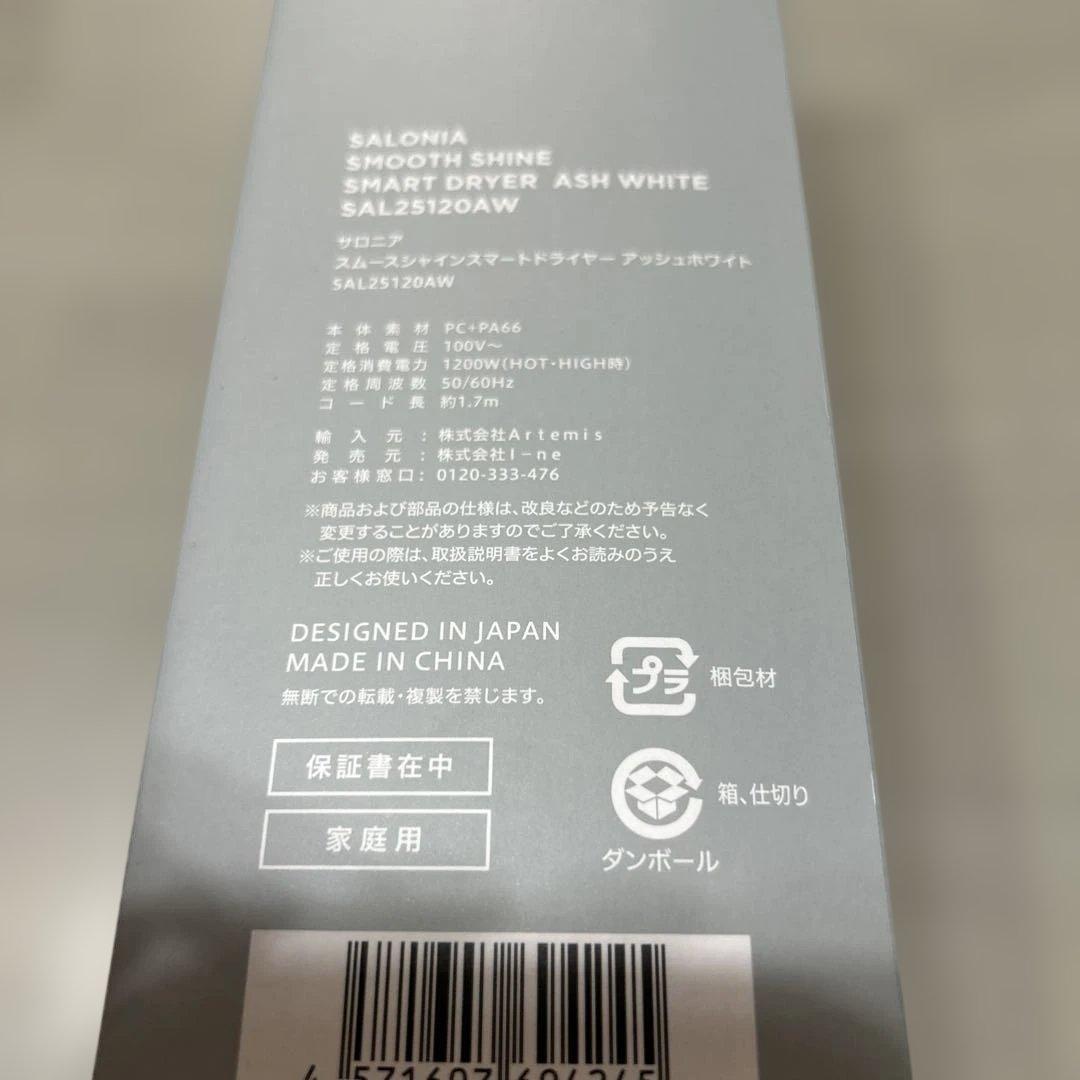 SALONIA
SMOOTH SHINE
SMART DRYER ASH WHITE
SAL25120AW
サロニア
スムースシャインスマートドライヤー アッシュホワイト
SAL25120AW
本体素材 PC+PA66
定格電圧 100V～
定格消費電力 1200W(HOT・HIGH時)
定格周波数 50/60Hz
コード長 約1.7m
輸入元：株式会社Artemis
発売元：株式会社I-ne
お客様窓口：0120-333-476
※商品および部品の仕様は、改良などのため予告なく
変更することがありますのでご了承ください。
※ご使用の際は、取扱説明書をよくお読みのうえ
正しくお使いください。
DESIGNED IN JAPAN
MADE IN CHINA
無断での転載・複製を禁じます。
プラ 梱包材
保証書在中
箱、仕切り
家庭用
ダンボール